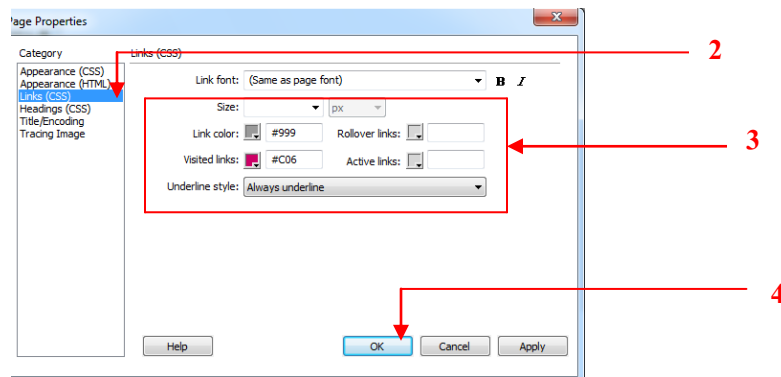 Page Properties
x
Category
Links (CSS)
2
Appearance (CSS)
Appearance (HTML)
Links (CSS)
Headings (CSS)
Title/Encoding
Tracing Image
Link font: (Same as page font) B I
Size: px
Link color: #999 Rollover links:
3
Visited links: #C06 Active links:
Underline style: Always underline
4
Help OK Cancel Apply